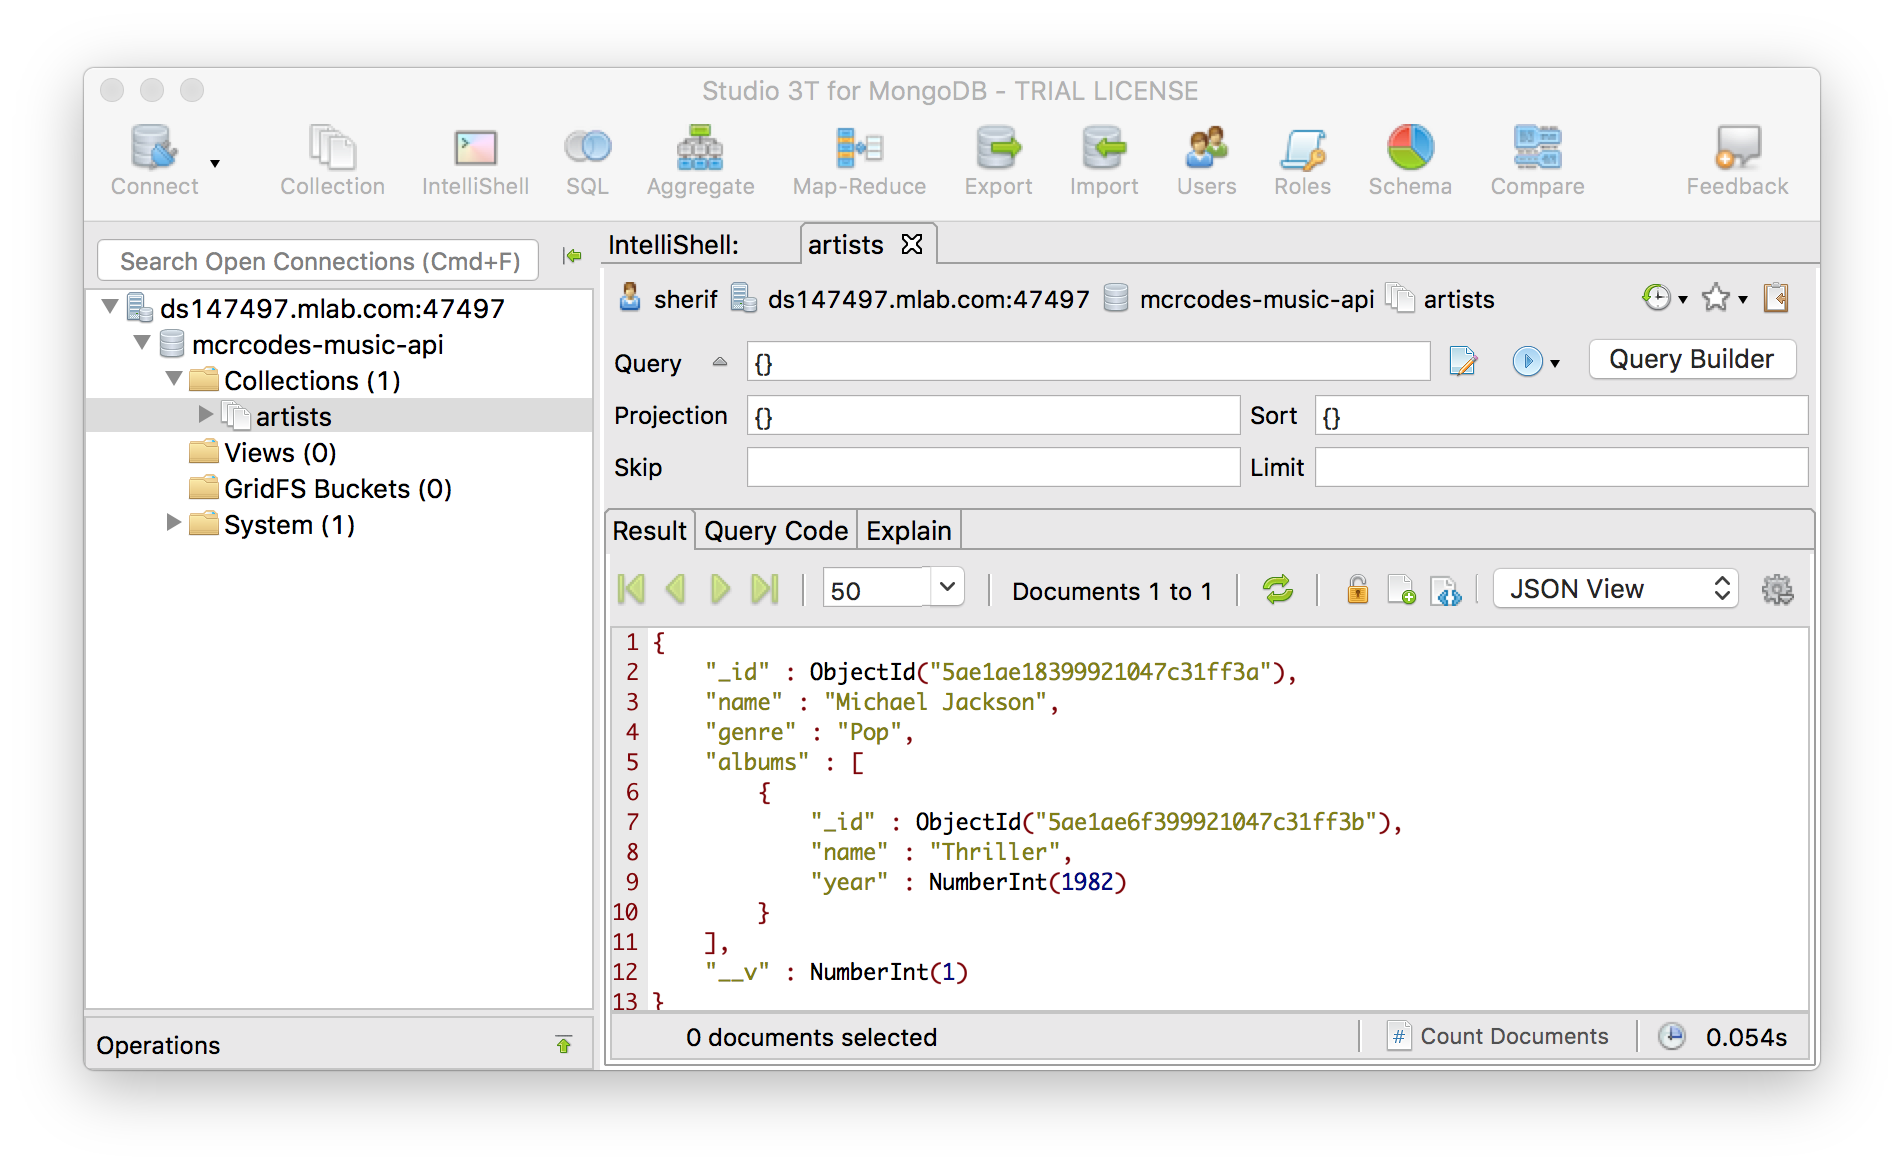 Studio 3T for MongoDB - TRIAL LICENSE
Connect Collection IntelliShell SQL Aggregate Map-Reduce Export Import Users Roles Schema Compare Feedback
Search Open Connections (Cmd+F)
ds147497.mlab.com:47497
mcrcodes-music-api
Collections (1)
artists
Views (0)
GridFS Buckets (0)
System (1)
Operations
IntelliShell: artists
sherif ds147497.mlab.com:47497 mcrcodes-music-api artists
Query {} Query Builder
Projection {} Sort {}
Skip Limit
Result Query Code Explain
50 Documents 1 to 1 JSON View
1 {
2 "_id" : ObjectId("5ae1ae18399921047c31ff3a"),
3 "name" : "Michael Jackson",
4 "genre" : "Pop",
5 "albums" : [
6 {
7 "_id" : ObjectId("5ae1ae6f399921047c31ff3b"),
8 "name" : "Thriller",
9 "year" : NumberInt(1982)
10 }
11 ],
12 "__v" : NumberInt(1)
13 }
0 documents selected # Count Documents 0.054s